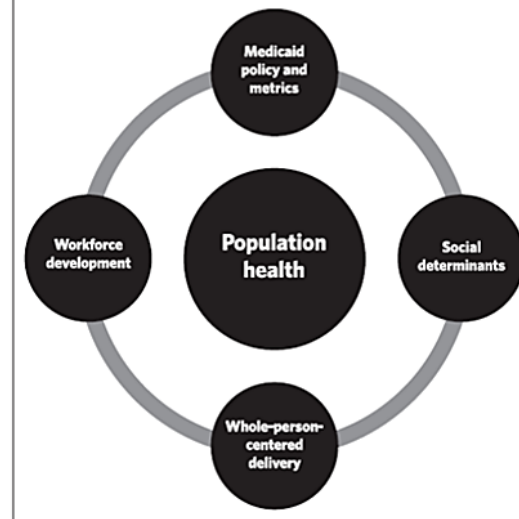 Medicaid
policy and
metrics
Workforce
development
Population
health
Social
determinants
Whole-person-
centered
delivery